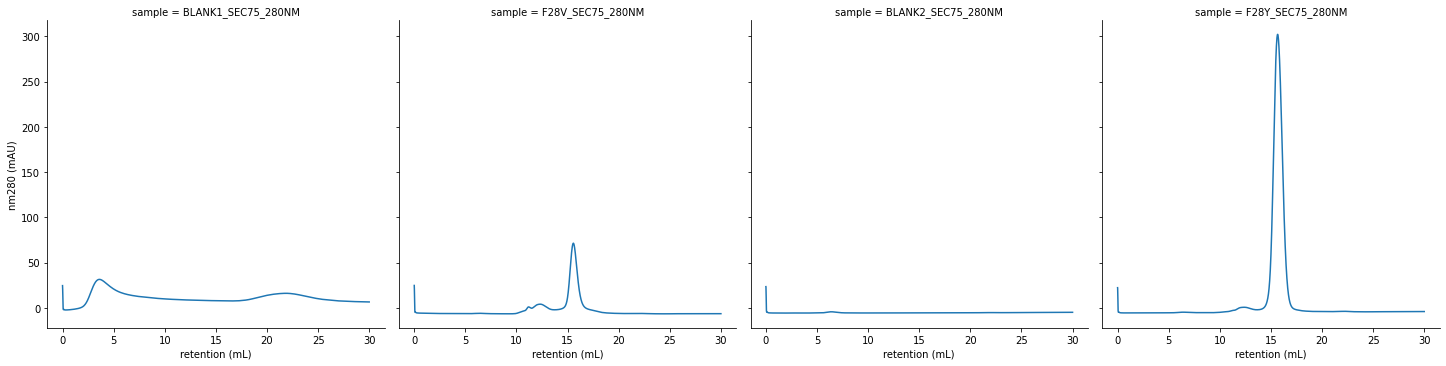 sample = BLANK1_SEC75_280NM
sample = F28V_SEC75_280NM
sample = BLANK2_SEC75_280NM
sample = F28Y_SEC75_280NM
nm280 (mAU)
300
250
200
150
100
50
0
0 5 10 15 20 25 30
0 5 10 15 20 25 30
0 5 10 15 20 25 30
0 5 10 15 20 25 30
retention (mL)
retention (mL)
retention (mL)
retention (mL)